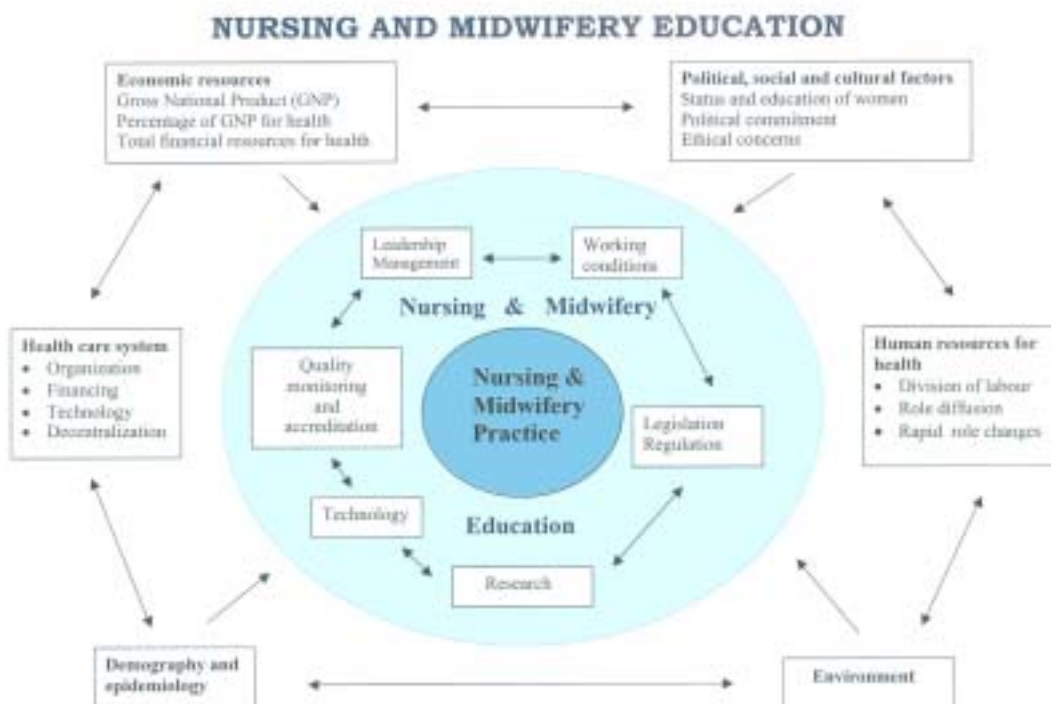 NURSING AND MIDWIFERY EDUCATION
Economic resources
Gross National Product (GNP)
Percentage of GNP for health
Total financial resources for health
Political, social and cultural factors
Status and education of women
Political commitment
Ethical concerns
Leadership
Management
Working
conditions
Nursing & Midwifery
Health care system
• Organization
• Financing
• Technology
• Decentralization
Quality
monitoring
and
accreditation
Nursing &
Midwifery
Practice
Legislation
Regulation
Human resources for
health
• Division of labour
• Role diffusion
• Rapid role changes
Technology
Education
Research
Demography and
epidemiology
Environment